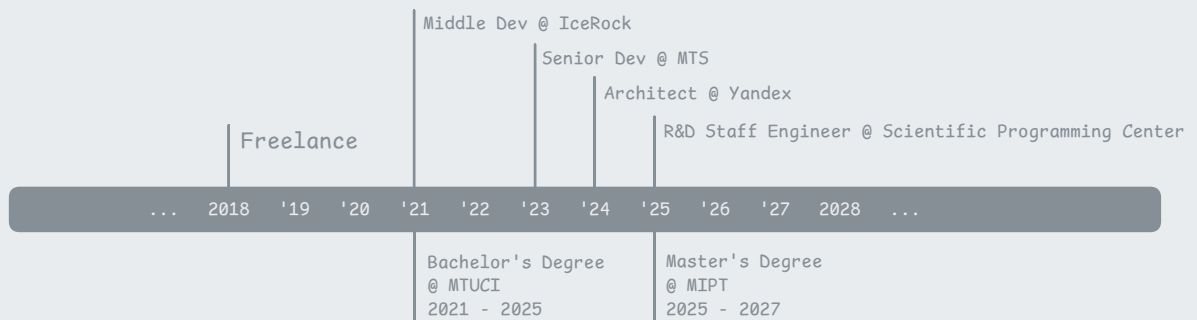 Middle Dev @ IceRock
Senior Dev @ MTS
Architect @ Yandex
R&D Staff Engineer @ Scientific Programming Center
Freelance
... 2018 '19 '20 '21 '22 '23 '24 '25 '26 '27 2028 ...
Bachelor's Degree
@ MTUCI
2021 - 2025
Master's Degree
@ MIPT
2025 - 2027